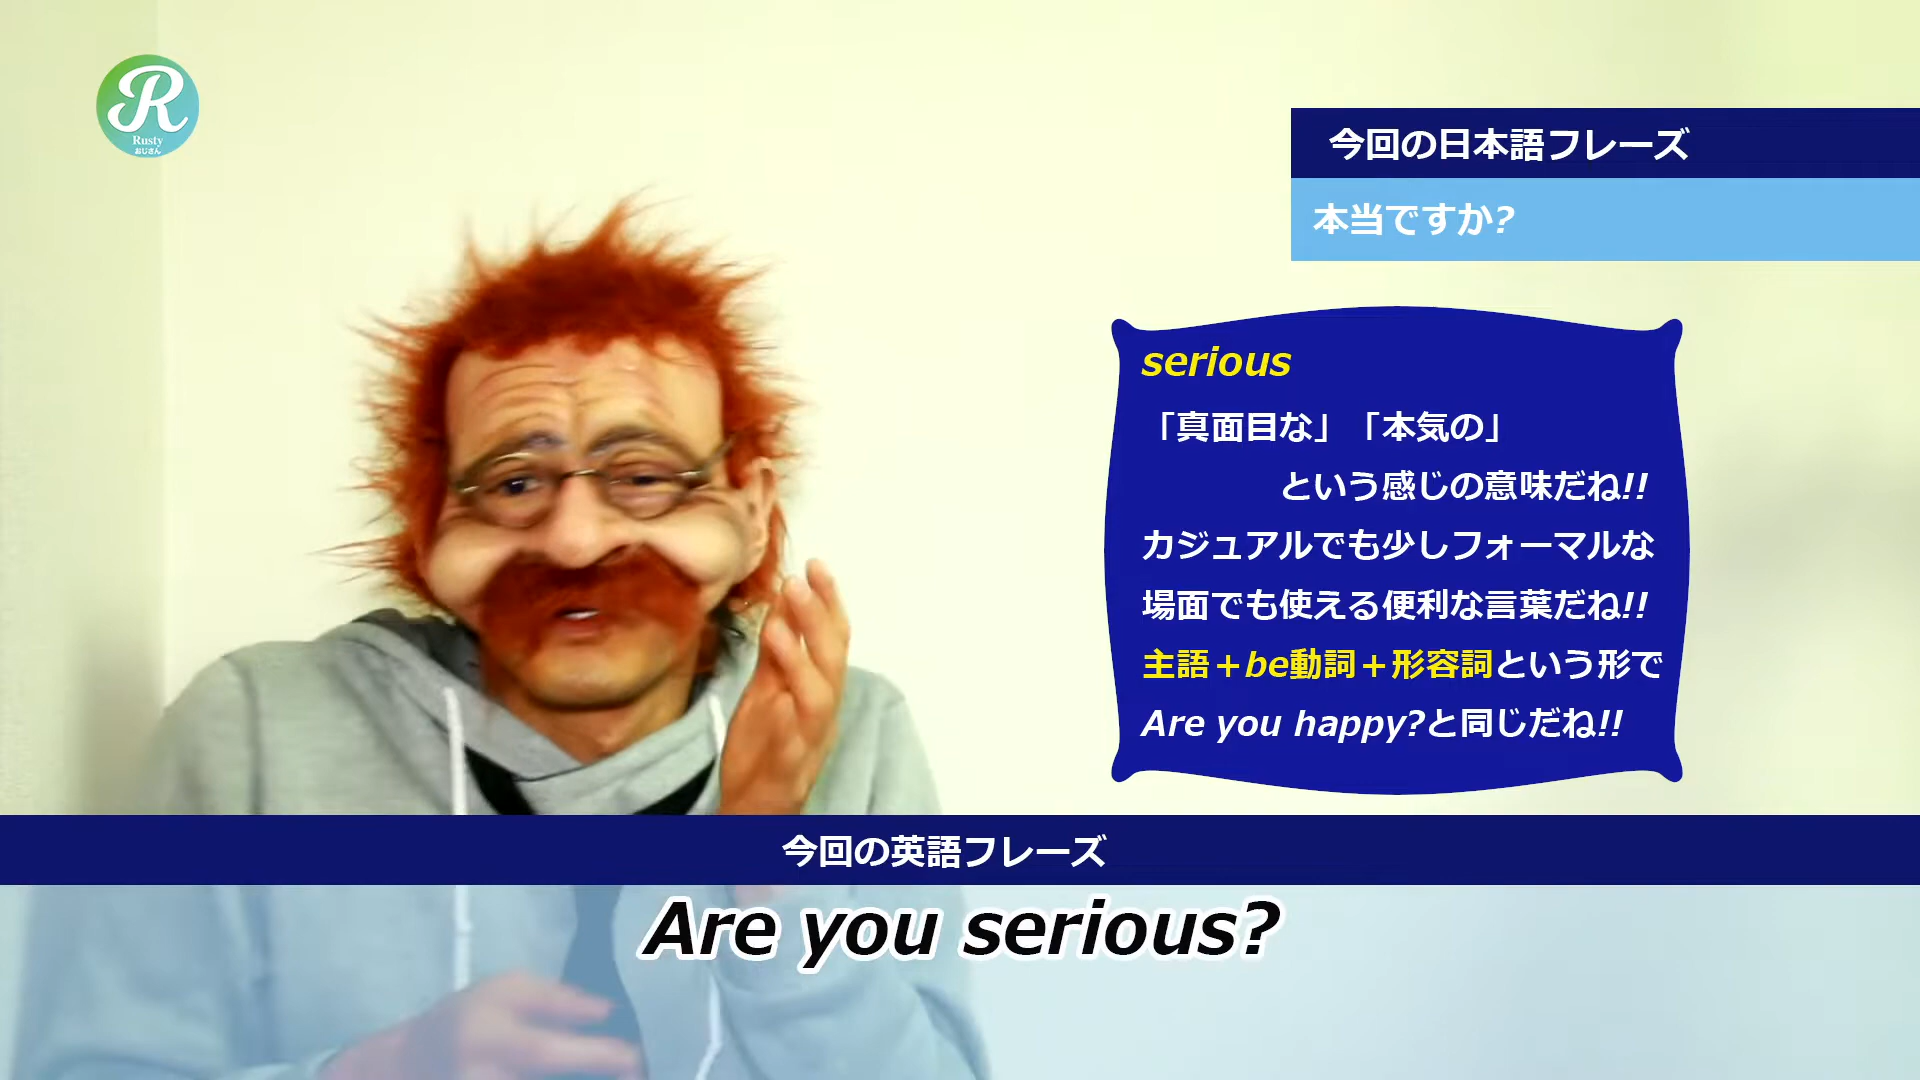 R
Rusty
おじさん
今回の日本語フレーズ
本当ですか?
serious
「真面目な」「本気の」
という感じの意味だね!!
カジュアルでも少しフォーマルな
場面でも使える便利な言葉だね!!
主語+be動詞+形容詞という形で
Are you happy?と同じだね!!
今回の英語フレーズ
Are you serious?